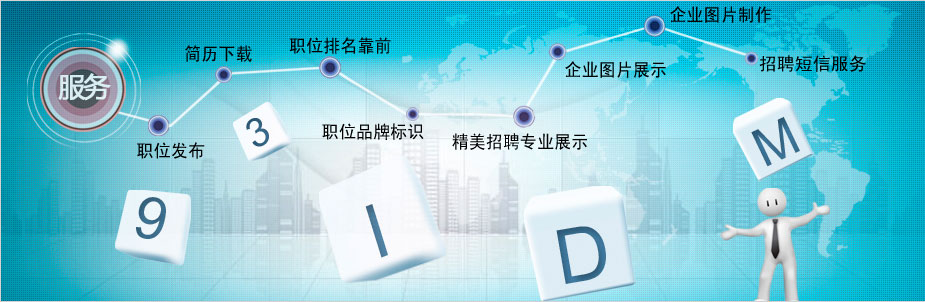 服务
职位发布
简历下载
职位排名靠前
职位品牌标识
精美招聘专业展示
企业图片展示
企业图片制作
招聘短信服务
9
3
I
D
M